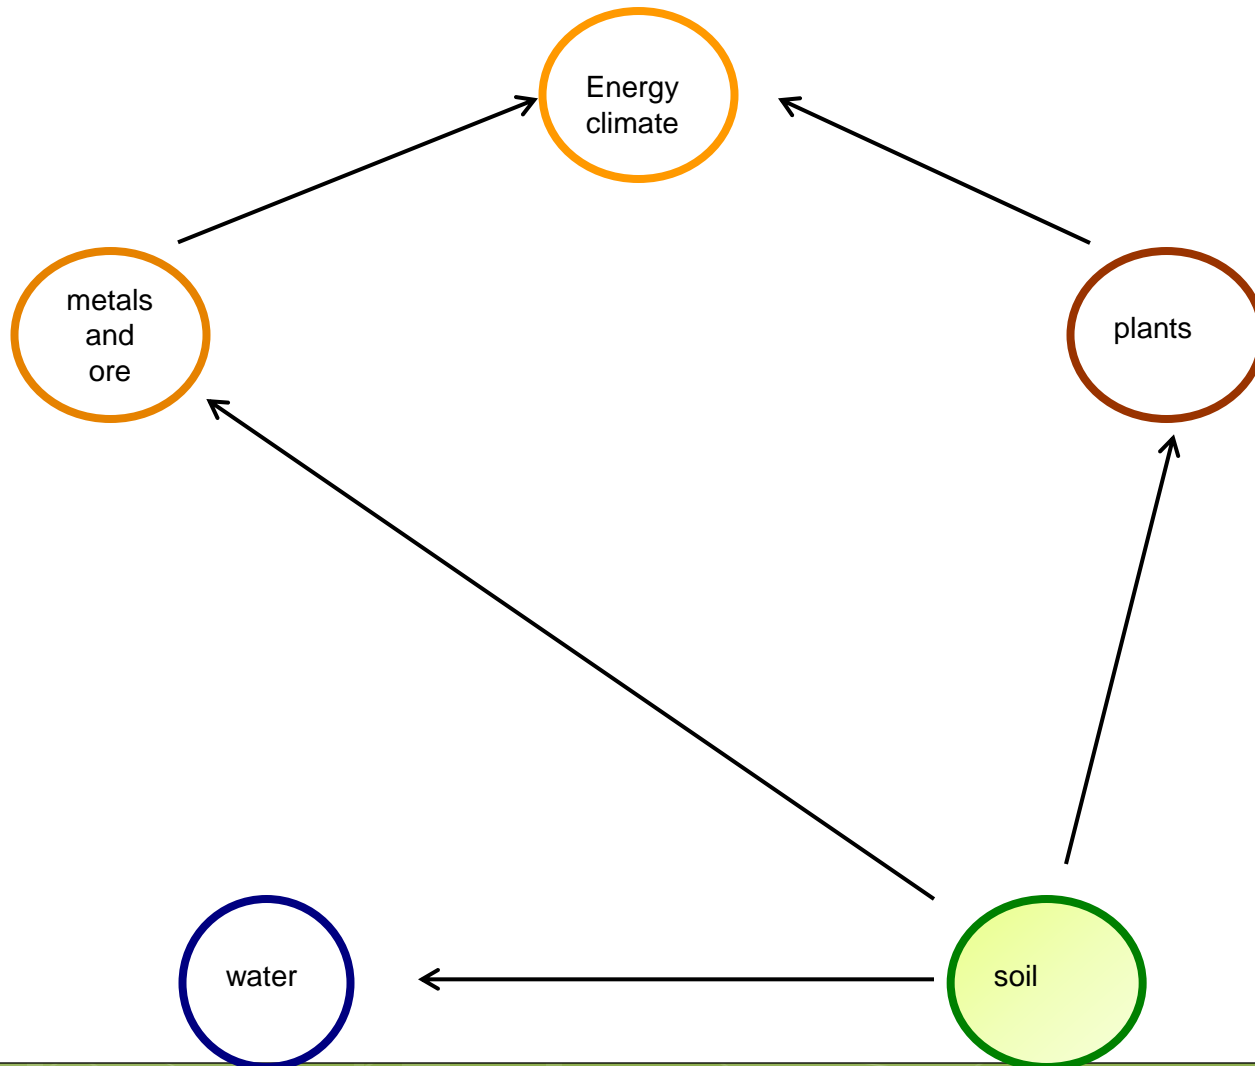 Energy
climate
metals
and
ore
plants
water
soil